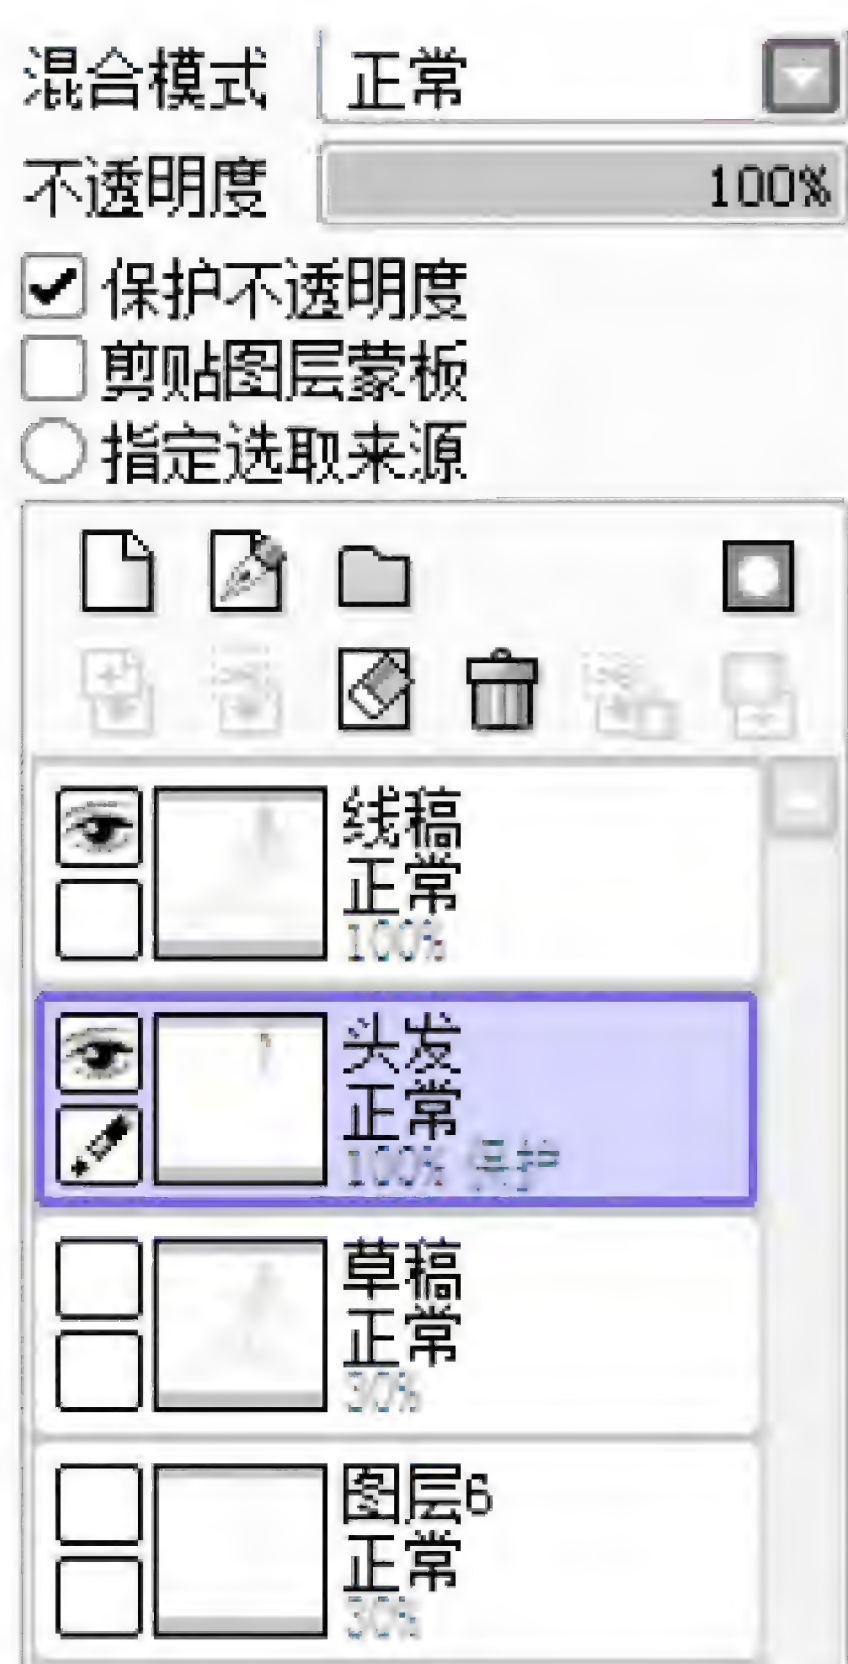 混合模式 正常
不透明度 100%
保护不透明度
剪贴图层蒙板
指定选取来源
线稿
正常
100%
头发
正常
100% 保护
草稿
正常
30%
图层6
正常
30%